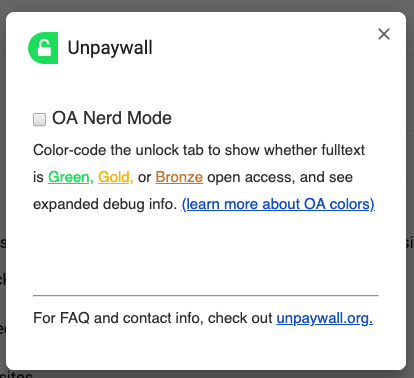 Unpaywall
OA Nerd Mode
Color-code the unlock tab to show whether fulltext
is Green, Gold, or Bronze open access, and see
expanded debug info. (learn more about OA colors)
For FAQ and contact info, check out unpaywall.org.
sites